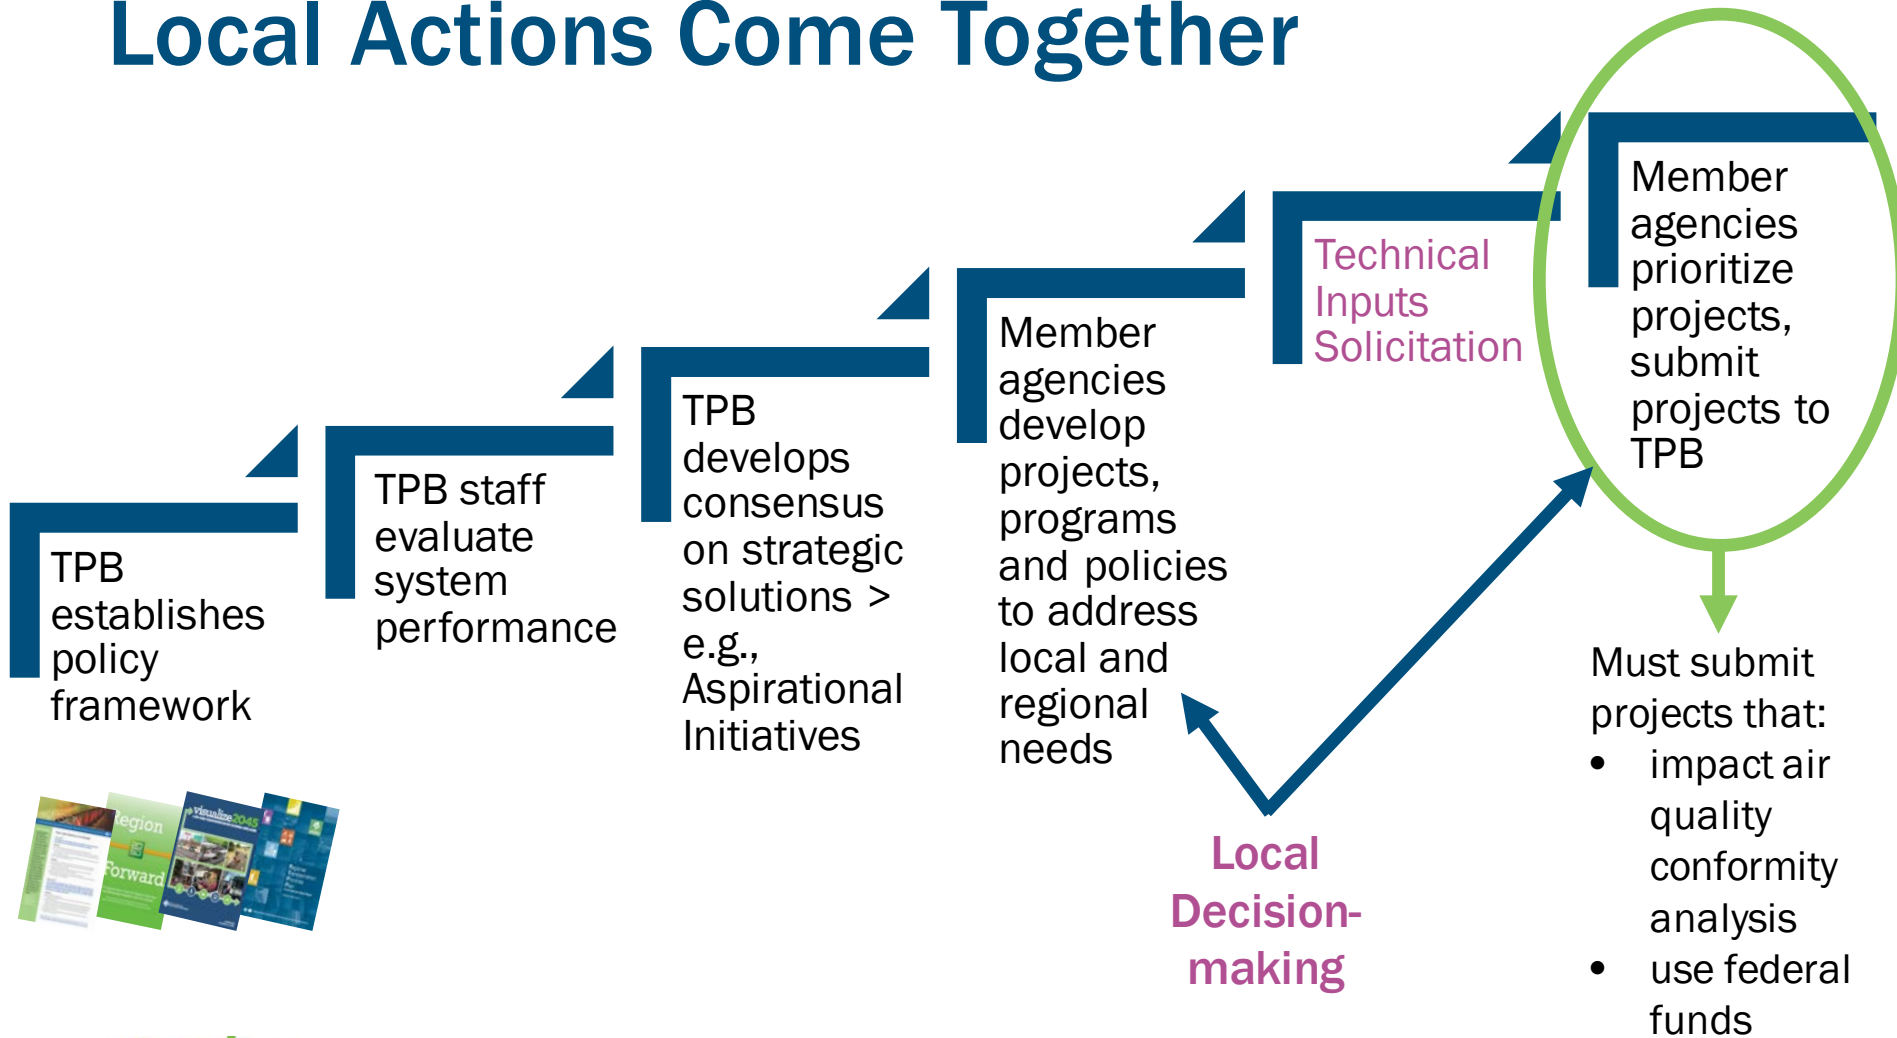 Local Actions Come Together
TPB
establishes
policy
framework
TPB staff
evaluate
system
performance
TPB
develops
consensus
on strategic
solutions >
e.g.,
Aspirational
Initiatives
Member
agencies
develop
projects,
programs
and policies
to address
local and
regional
needs
Technical
Inputs
Solicitation
Member
agencies
prioritize
projects,
submit
projects to
TPB
Local
Decision-
making
Must submit
projects that:
• impact air
quality
conformity
analysis
• use federal
funds
Region
Forward
visualize2045